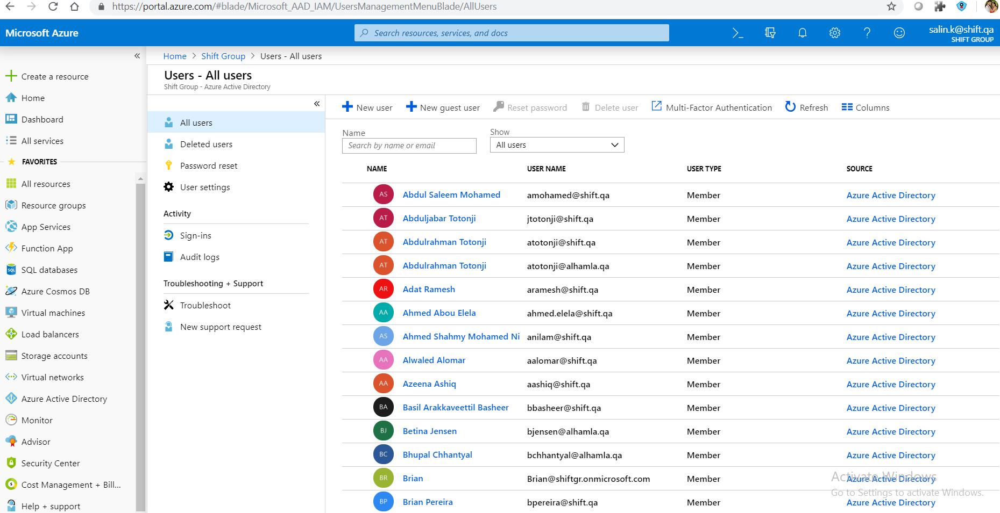 https://portal.azure.com/#blade/Microsoft_AAD_IAM/UsersManagementMenuBlade/AllUsers
Microsoft Azure
Search resources, services, and docs
salin.k@shift.qa
SHIFT GROUP
Home > Shift Group > Users - All users
Users - All users
Shift Group - Azure Active Directory
Create a resource
Home
Dashboard
All services
FAVORITES
All resources
Resource groups
App Services
Function App
SQL databases
Azure Cosmos DB
Virtual machines
Load balancers
Storage accounts
Virtual networks
Azure Active Directory
Monitor
Advisor
Security Center
Cost Management + Bill...
Help + support
All users
Deleted users
Password reset
User settings
Activity
Sign-ins
Audit logs
Troubleshooting + Support
Troubleshoot
New support request
New user New guest user Reset password Delete user Multi-Factor Authentication Refresh Columns
Name Show
Search by name or email All users
NAME USER NAME USER TYPE SOURCE
AS Abdul Saleem Mohamed amohamed@shift.qa Member Azure Active Directory
AT Abduljabar Totonji jtotonji@shift.qa Member Azure Active Directory
AT Abdulrahman Totonji atotonji@shift.qa Member Azure Active Directory
AT Abdulrahman Totonji atotonji@alhamla.qa Member Azure Active Directory
AR Adat Ramesh aramesh@shift.qa Member Azure Active Directory
AA Ahmed Abou Elela ahmed.elela@shift.qa Member Azure Active Directory
AS Ahmed Shahmy Mohamed Ni anilam@shift.qa Member Azure Active Directory
AA Alwaled Alomar aalomar@shift.qa Member Azure Active Directory
AA Azeena Ashiq aashiq@shift.qa Member Azure Active Directory
BA Basil Arakkaveettil Basheer bbasheer@shift.qa Member Azure Active Directory
BJ Betina Jensen bjensen@alhamla.qa Member Azure Active Directory
BC Bhupal Chhantyal bchhantyal@alhamla.qa Member Azure Active Directory
BR Brian Brian@shiftgr.onmicrosoft.com Member Azure Active Directory
BP Brian Pereira bpereira@shift.qa Member Azure Active Directory
Activate Windows
Go to Settings to activate Windows.